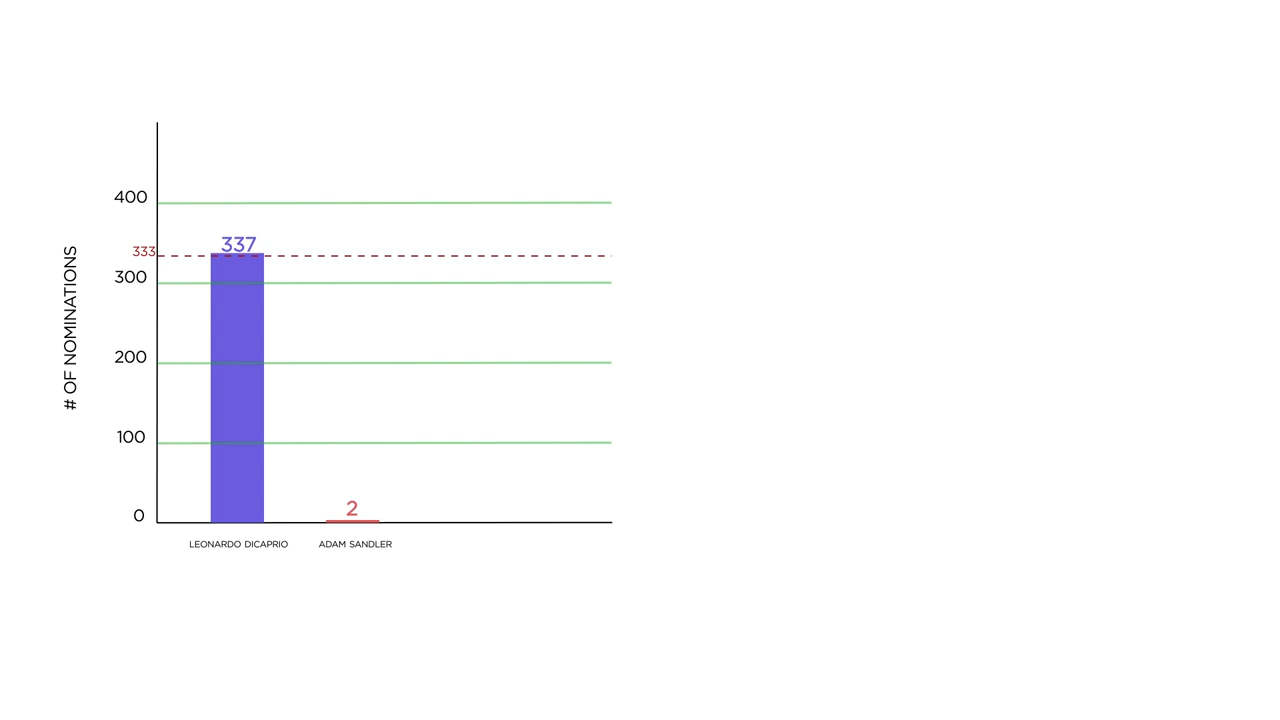 # OF NOMINATIONS
400
333
337
300
200
100
0
2
LEONARDO DICAPRIO
ADAM SANDLER